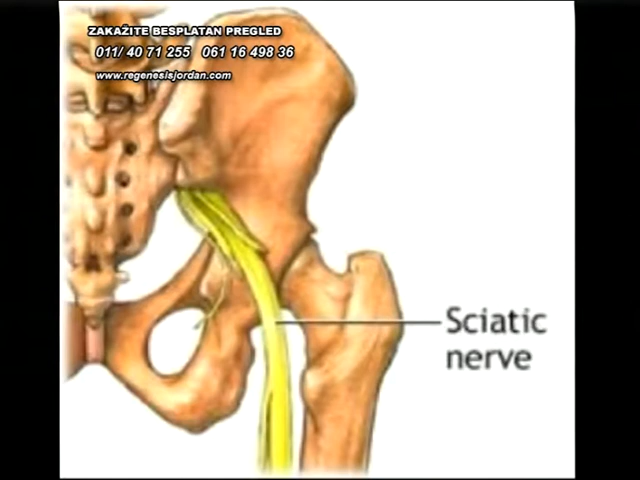 ZAKAŽITE BESPLATAN PREGLED
011/ 40 71 255 061 16 498 36
www.regenesisjordan.com
Sciatic
nerve